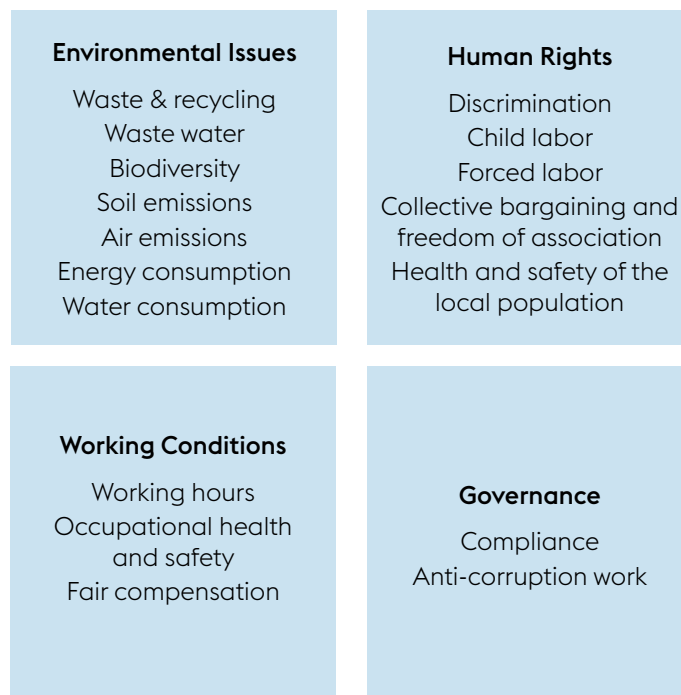 Environmental Issues
Waste & recycling
Waste water
Biodiversity
Soil emissions
Air emissions
Energy consumption
Water consumption
Human Rights
Discrimination
Child labor
Forced labor
Collective bargaining and
freedom of association
Health and safety of the
local population
Working Conditions
Working hours
Occupational health
and safety
Fair compensation
Governance
Compliance
Anti-corruption work